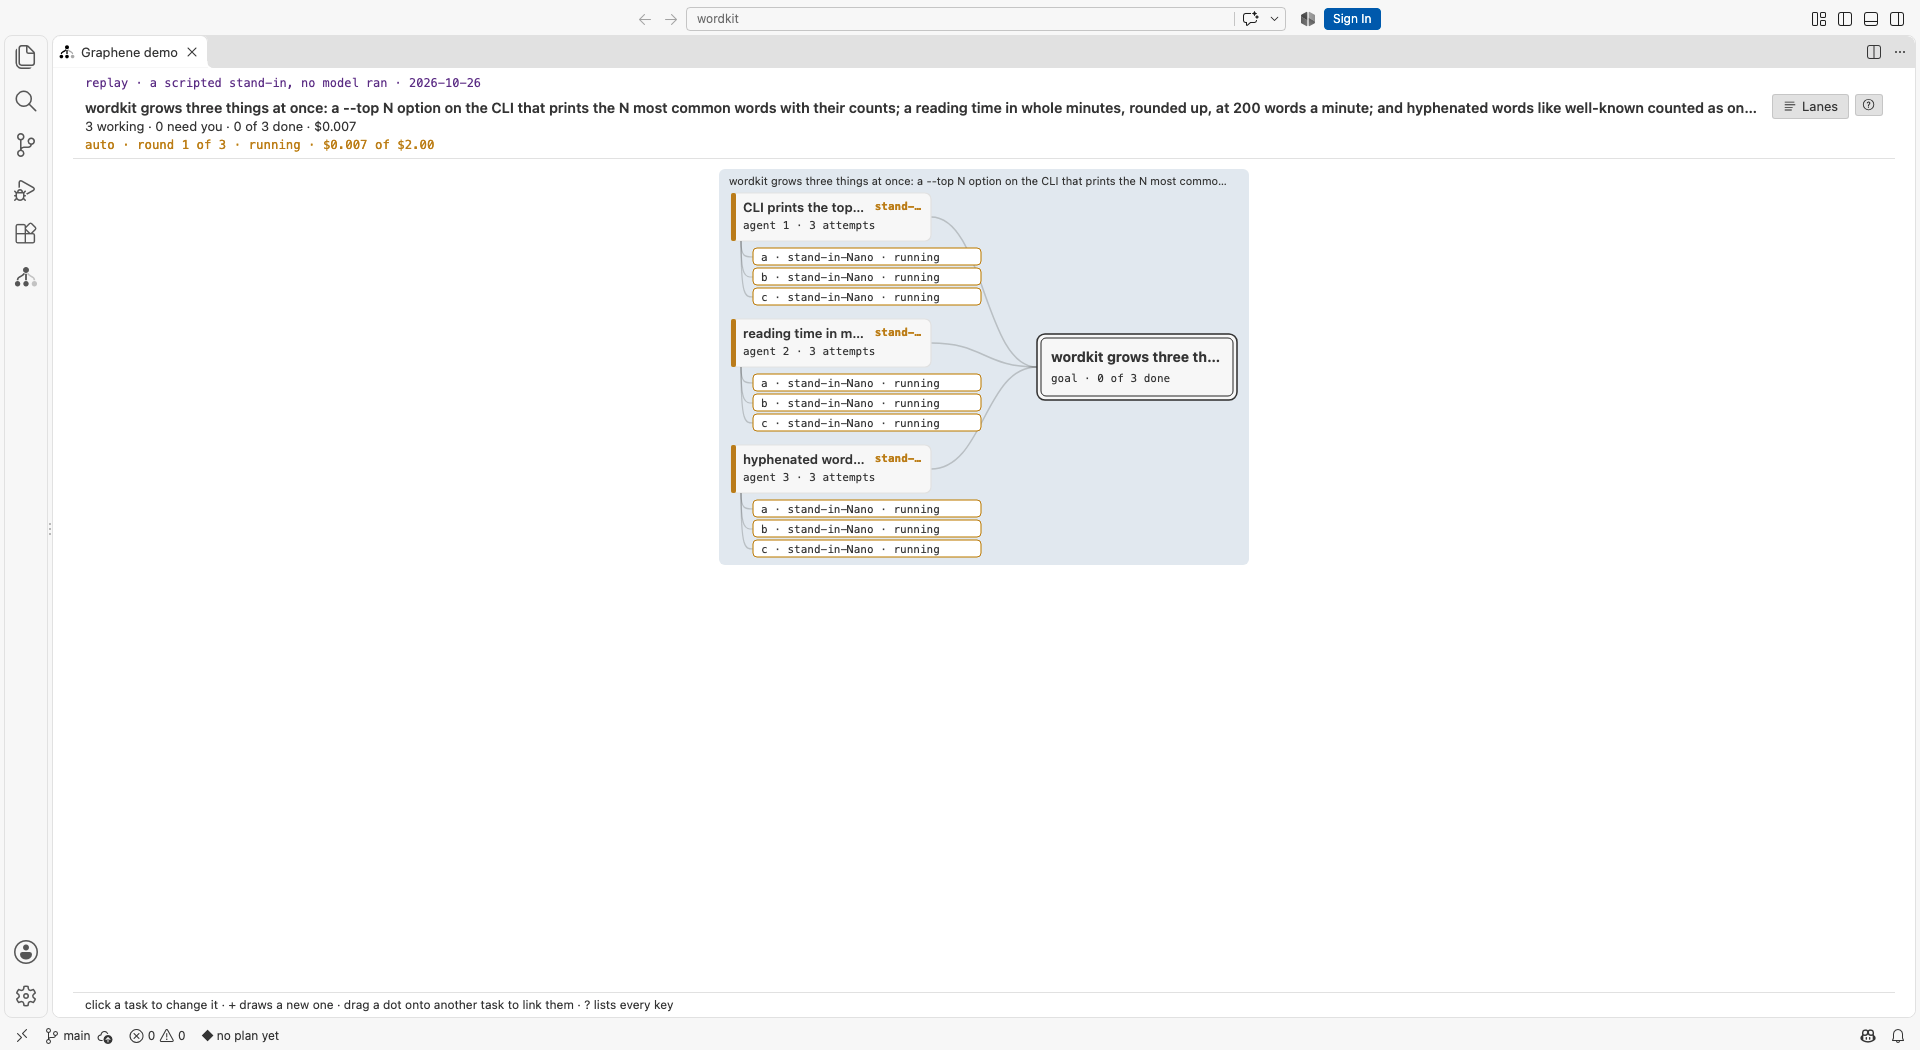 wordkit
Sign In
Graphene demo
replay · a scripted stand-in, no model ran · 2026-10-26
wordkit grows three things at once: a --top N option on the CLI that prints the N most common words with their counts; a reading time in whole minutes, rounded up, at 200 words a minute; and hyphenated words like well-known counted as on...
Lanes
3 working · 0 need you · 0 of 3 done · $0.007
auto · round 1 of 3 · running · $0.007 of $2.00
wordkit grows three things at once: a --top N option on the CLI that prints the N most commo...
CLI prints the top... stand-...
agent 1 · 3 attempts
a · stand-in-Nano · running
b · stand-in-Nano · running
c · stand-in-Nano · running
reading time in m... stand-...
agent 2 · 3 attempts
a · stand-in-Nano · running
b · stand-in-Nano · running
c · stand-in-Nano · running
wordkit grows three th...
goal · 0 of 3 done
hyphenated word... stand-...
agent 3 · 3 attempts
a · stand-in-Nano · running
b · stand-in-Nano · running
c · stand-in-Nano · running
click a task to change it · + draws a new one · drag a dot onto another task to link them · ? lists every key
main 0 0 no plan yet